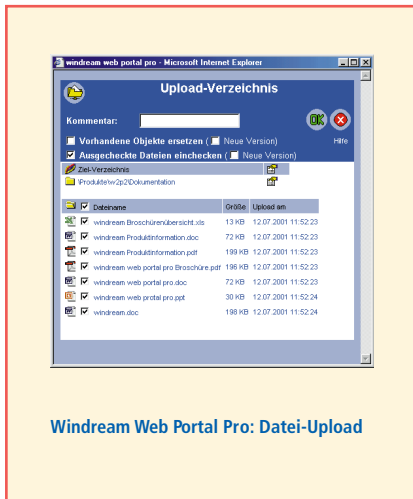 windream web portal pro - Microsoft Internet Explorer
Upload-Verzeichnis
Kommentar:
OK
Vorhandene Objekte ersetzen ( Neue Version)
Hilfe
Ausgecheckte Dateien einchecken ( Neue Version)
Ziel-Verzeichnis
\Produkte\w2p2\Dokumentation
Dateiname Größe Upload am
windream Broschürenübersicht.xls 13 KB 12.07.2001 11:52:23
windream Produktinformation.doc 72 KB 12.07.2001 11:52:23
windream Produktinformation.pdf 199 KB 12.07.2001 11:52:23
windream web portal pro Broschüre.pdf 196 KB 12.07.2001 11:52:23
windream web portal pro.doc 72 KB 12.07.2001 11:52:23
windream web protal pro.ppt 30 KB 12.07.2001 11:52:24
windream.doc 198 KB 12.07.2001 11:52:24
Windream Web Portal Pro: Datei-Upload